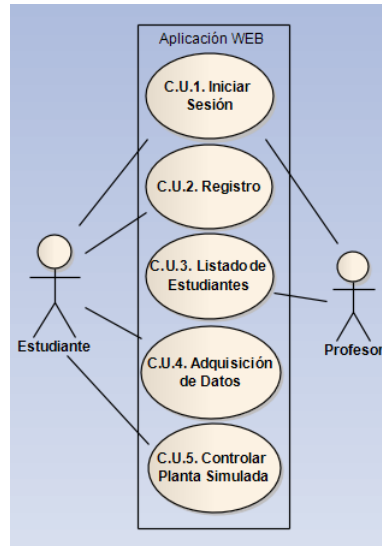 Aplicación WEB
C.U.1. Iniciar
Sesión
C.U.2. Registro
C.U.3. Listado de
Estudiantes
Estudiante
Profesor
C.U.4. Adquisición
de Datos
C.U.5. Controlar
Planta Simulada